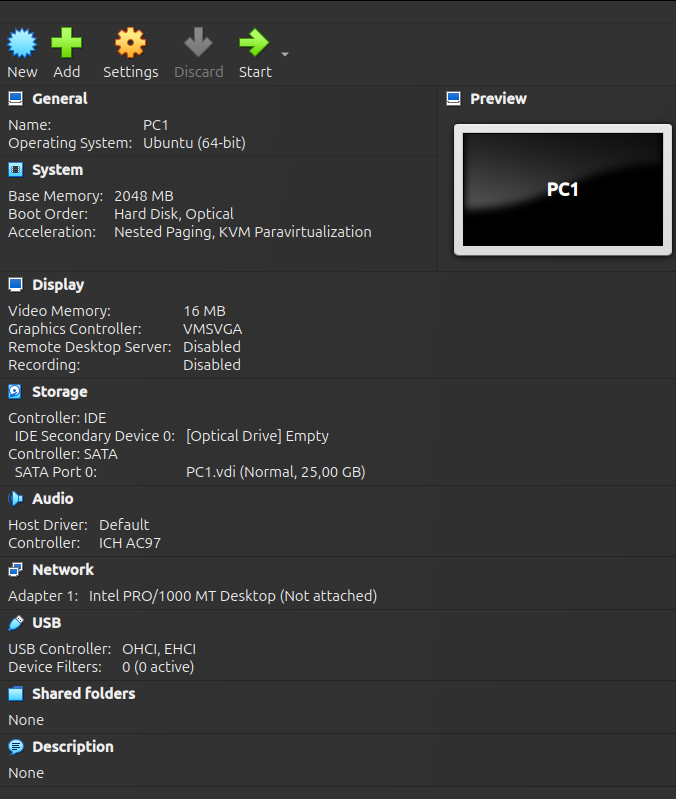 New Add Settings Discard Start
General
Name: PC1
Operating System: Ubuntu (64-bit)
Preview
PC1
System
Base Memory: 2048 MB
Boot Order: Hard Disk, Optical
Acceleration: Nested Paging, KVM Paravirtualization
Display
Video Memory: 16 MB
Graphics Controller: VMSVGA
Remote Desktop Server: Disabled
Recording: Disabled
Storage
Controller: IDE
IDE Secondary Device 0: [Optical Drive] Empty
Controller: SATA
SATA Port 0: PC1.vdi (Normal, 25,00 GB)
Audio
Host Driver: Default
Controller: ICH AC97
Network
Adapter 1: Intel PRO/1000 MT Desktop (Not attached)
USB
USB Controller: OHCI, EHCI
Device Filters: 0 (0 active)
Shared folders
None
Description
None